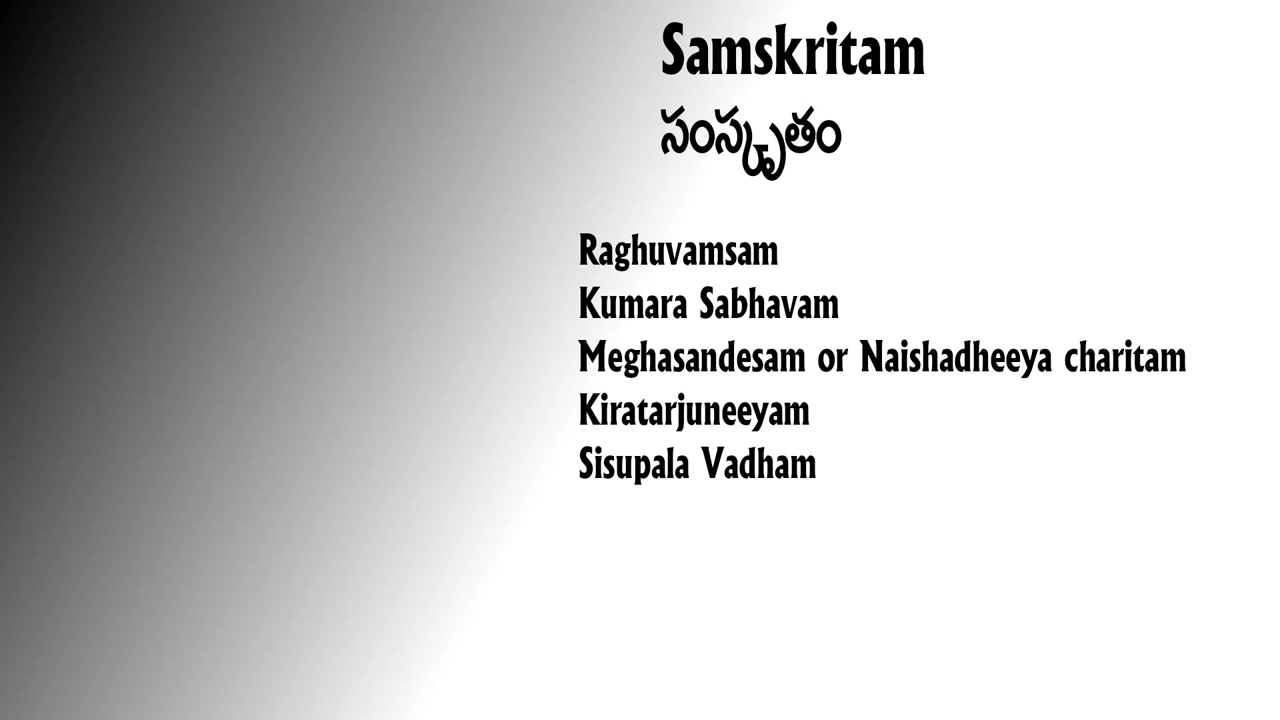 Samskritam
సంస్కృతం
Raghuvamsam
Kumara Sabhavam
Meghasandesam or Naishadheeya charitam
Kiratarjuneeyam
Sisupala Vadham